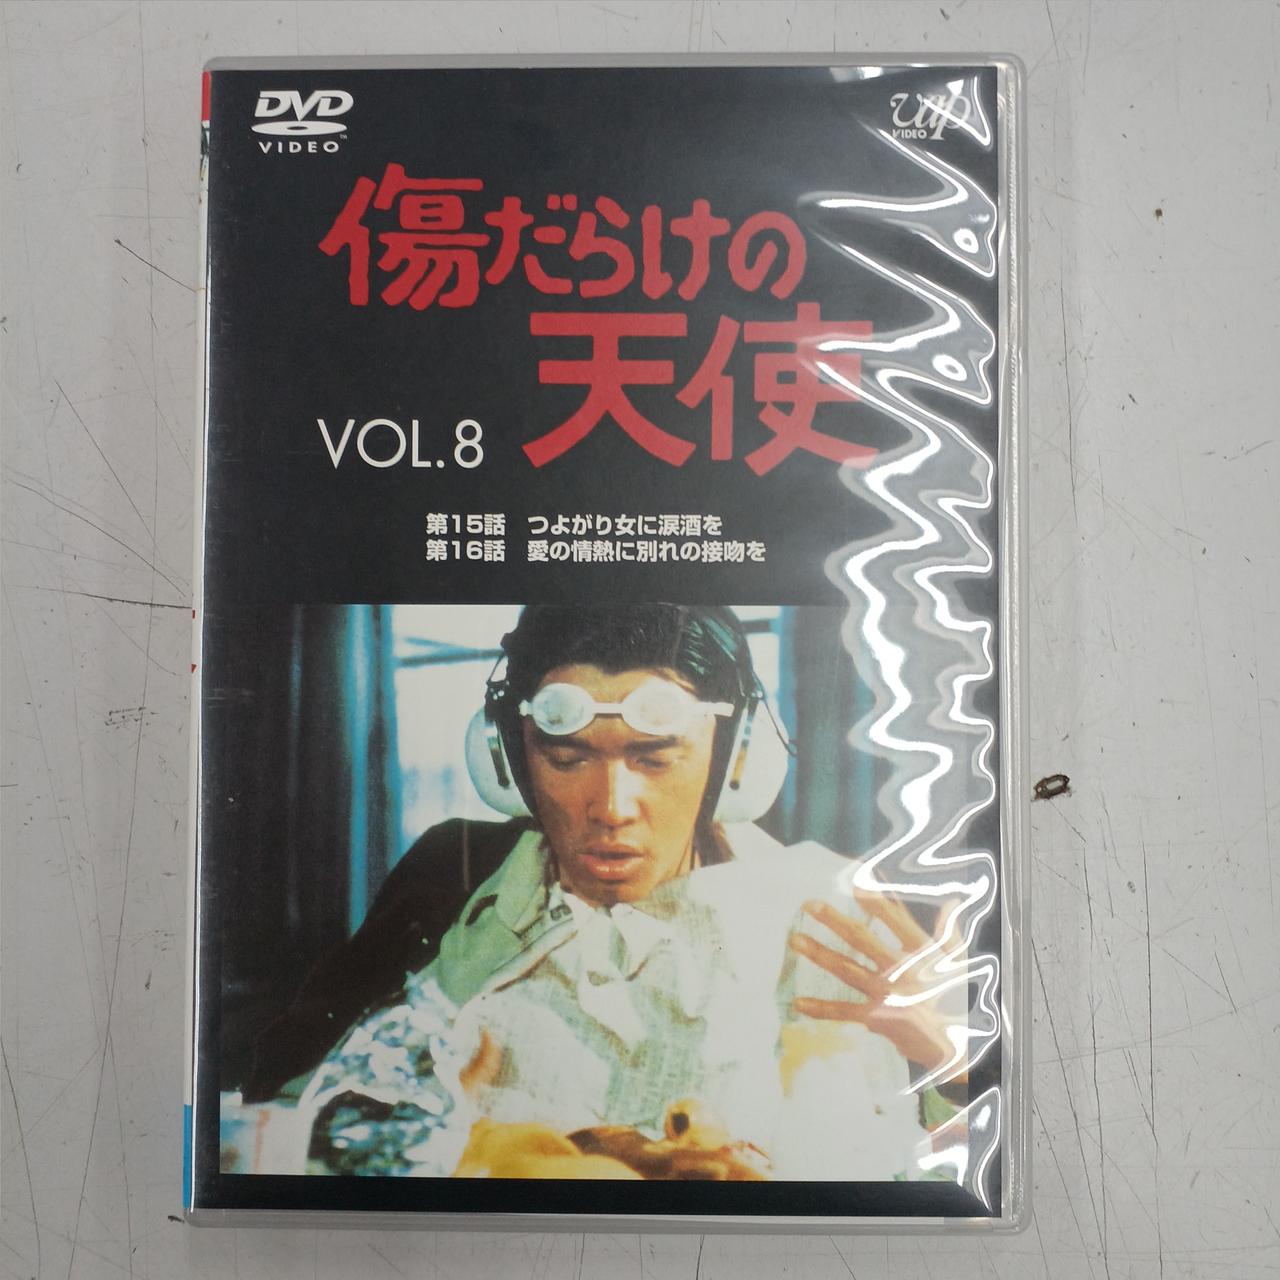 DVD
VIDEO
vap
VIDEO
傷だらけの
天使
VOL.8
第15話 つよがり女に涙酒を
第16話 愛の情熱に別れの接吻を